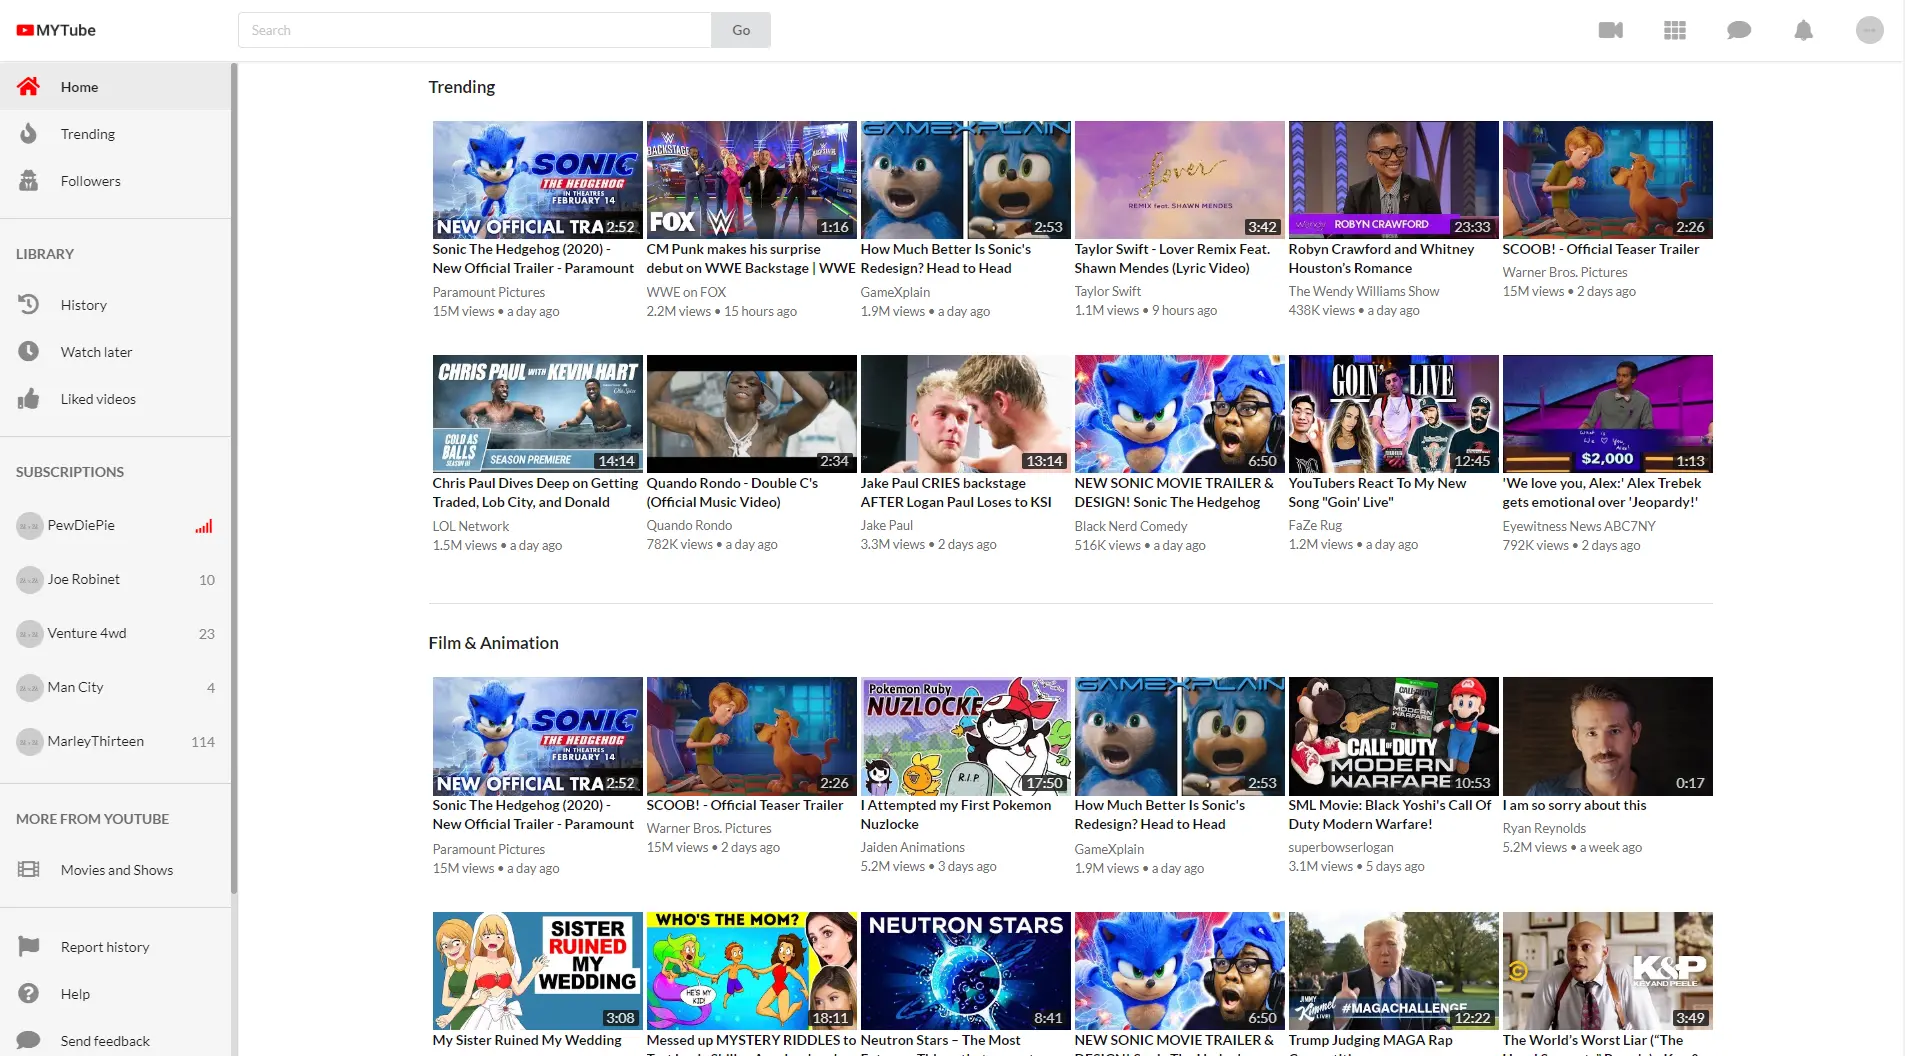 MYTube
Search
Go
Home
Trending
Followers
LIBRARY
History
Watch later
Liked videos
SUBSCRIPTIONS
PewDiePie
Joe Robinet 10
Venture 4wd 23
Man City 4
MarleyThirteen 114
MORE FROM YOUTUBE
Movies and Shows
Report history
Help
Send feedback
Trending
SONIC
THE HEDGEHOG
IN THEATRES
FEBRUARY 14
NEW OFFICIAL TRA
2:52
Sonic The Hedgehog (2020) -
New Official Trailer - Paramount
Paramount Pictures
15M views • a day ago
BACKSTAGE
FOX
1:16
CM Punk makes his surprise
debut on WWE Backstage | WWE
WWE on FOX
2.2M views • 15 hours ago
GAMEXPLAIN
2:53
How Much Better Is Sonic's
Redesign? Head to Head
GameXplain
1.9M views • a day ago
Lover
REMIX feat. SHAWN MENDES
3:42
Taylor Swift - Lover Remix Feat.
Shawn Mendes (Lyric Video)
Taylor Swift
1.1M views • 9 hours ago
ROBYN CRAWFORD
23:33
Robyn Crawford and Whitney
Houston’s Romance
The Wendy Williams Show
438K views • a day ago
2:26
SCOOB! - Official Teaser Trailer
Warner Bros. Pictures
15M views • 2 days ago
CHRIS PAUL WITH KEVIN HART
COLD AS
BALLS
SEASON PREMIERE
14:14
Chris Paul Dives Deep on Getting
Traded, Lob City, and Donald
LOL Network
1.5M views • a day ago
2:34
Quando Rondo - Double C's
(Official Music Video)
Quando Rondo
782K views • a day ago
13:14
Jake Paul CRIES backstage
AFTER Logan Paul Loses to KSI
Jake Paul
3.3M views • 2 days ago
6:50
NEW SONIC MOVIE TRAILER &
DESIGN! Sonic The Hedgehog
Black Nerd Comedy
516K views • a day ago
GOIN' LIVE
12:45
YouTubers React To My New
Song "Goin' Live"
FaZe Rug
1.2M views • a day ago
What is
We ♡ You,
Alex!
$2,000
1:13
'We love you, Alex:' Alex Trebek
gets emotional over 'Jeopardy!'
Eyewitness News ABC7NY
792K views • 2 days ago
Film & Animation
SONIC
THE HEDGEHOG
IN THEATRES
FEBRUARY 14
NEW OFFICIAL TRA
2:52
Sonic The Hedgehog (2020) -
New Official Trailer - Paramount
Paramount Pictures
15M views • a day ago
2:26
SCOOB! - Official Teaser Trailer
Warner Bros. Pictures
15M views • 2 days ago
Pokemon Ruby
NUZLOCKE
R.I.P.
17:50
I Attempted my First Pokemon
Nuzlocke
Jaiden Animations
5.2M views • 3 days ago
GAMEXPLAIN
2:53
How Much Better Is Sonic's
Redesign? Head to Head
GameXplain
1.9M views • a day ago
CALL OF DUTY
MODERN
WARFARE
CALL OF DUTY
MODERN
WARFARE
10:53
SML Movie: Black Yoshi's Call Of
Duty Modern Warfare!
superbowserlogan
3.1M views • 5 days ago
0:17
I am so sorry about this
Ryan Reynolds
5.2M views • a week ago
SISTER
RUINED
MY
WEDDING
3:08
My Sister Ruined My Wedding
WHO'S THE MOM?
HE'S MY
KID!
18:11
Messed up MYSTERY RIDDLES to
NEUTRON STARS
8:41
Neutron Stars – The Most
6:50
NEW SONIC MOVIE TRAILER &
DESIGN! Sonic The Hedgehog
JIMMY
Kimmel
LIVE!
#MAGACHALLENGE
12:22
Trump Judging MAGA Rap
K&P
KEY AND PEELE
3:49
The World’s Worst Liar (“The